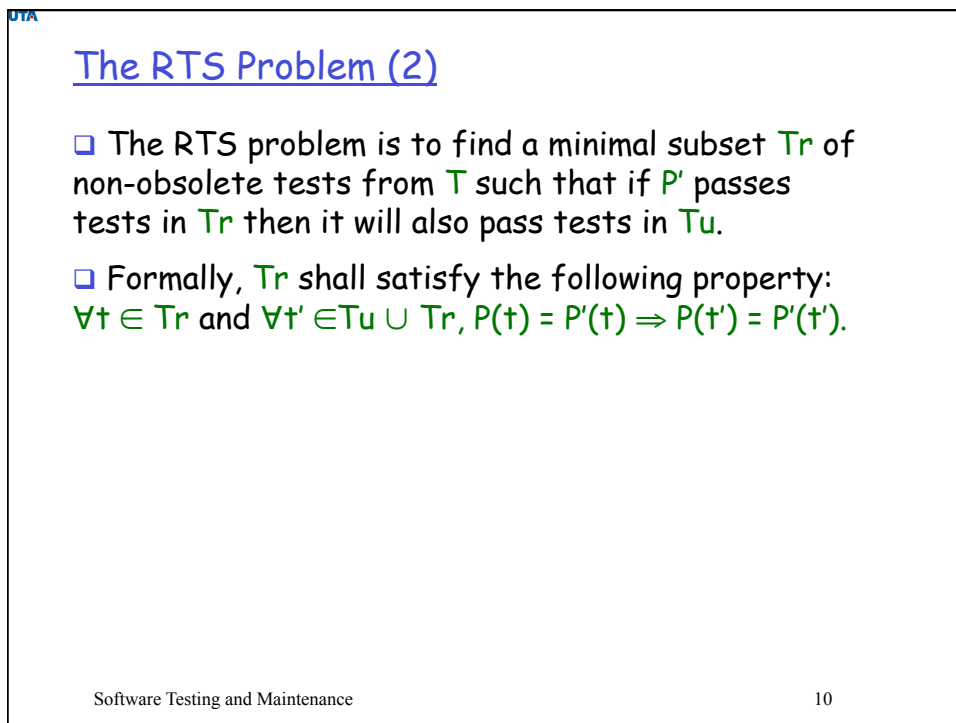 UTA
The RTS Problem (2)
❑ The RTS problem is to find a minimal subset Tr of
non-obsolete tests from T such that if P’ passes
tests in Tr then it will also pass tests in Tu.
❑ Formally, Tr shall satisfy the following property:
∀t ∈ Tr and ∀t’ ∈Tu ∪ Tr, P(t) = P’(t) ⇒ P(t’) = P’(t’).
Software Testing and Maintenance 10